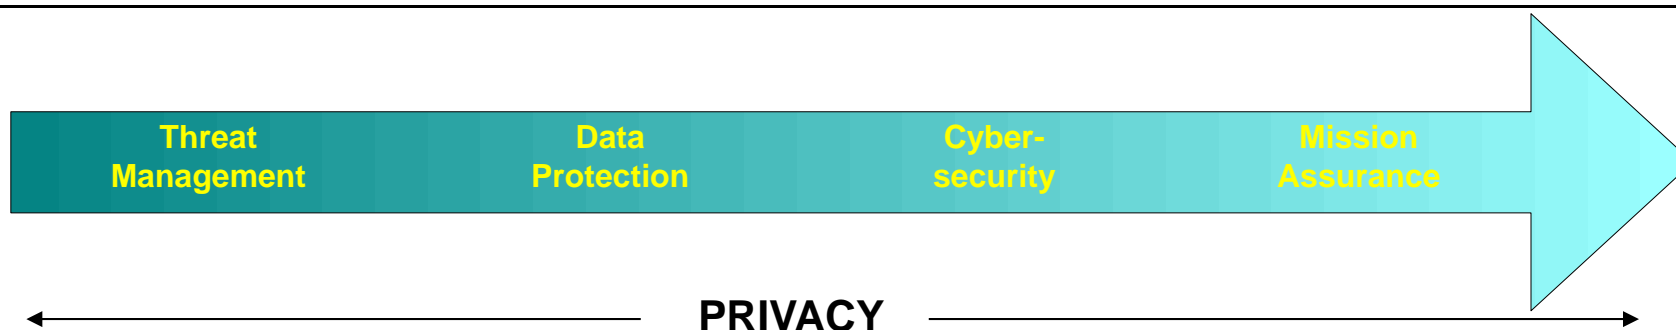 Threat
Management
Data
Protection
Cyber-
security
Mission
Assurance
PRIVACY